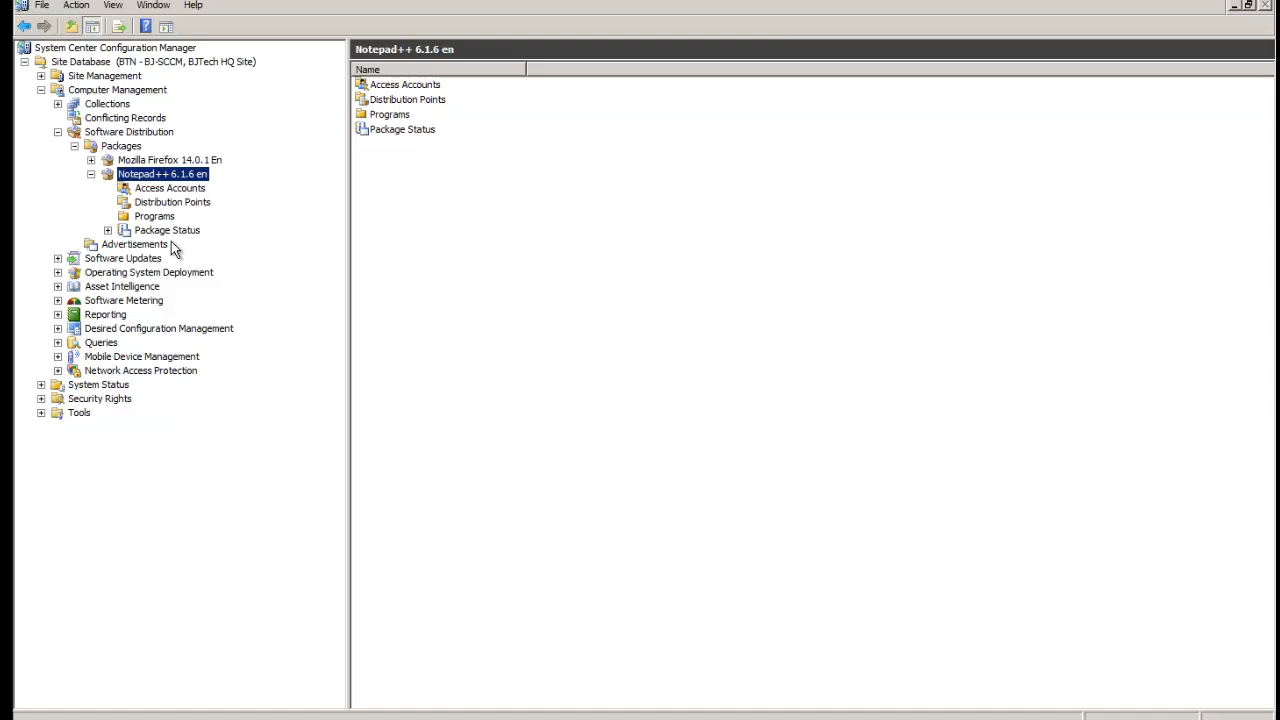 File Action View Window Help
System Center Configuration Manager
Site Database (BTN - BJ-SCCM, BJTech HQ Site)
Site Management
Computer Management
Collections
Conflicting Records
Software Distribution
Packages
Mozilla Firefox 14.0.1 En
Notepad++ 6.1.6 en
Access Accounts
Distribution Points
Programs
Package Status
Advertisements
Software Updates
Operating System Deployment
Asset Intelligence
Software Metering
Reporting
Desired Configuration Management
Queries
Mobile Device Management
Network Access Protection
System Status
Security Rights
Tools
Notepad++ 6.1.6 en
Name
Access Accounts
Distribution Points
Programs
Package Status